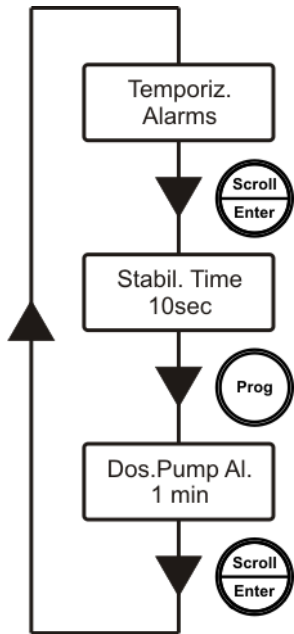 Temporiz.
Alarms
Scroll
Enter
Stabil. Time
10sec
Prog
Dos.Pump Al.
1 min
Scroll
Enter